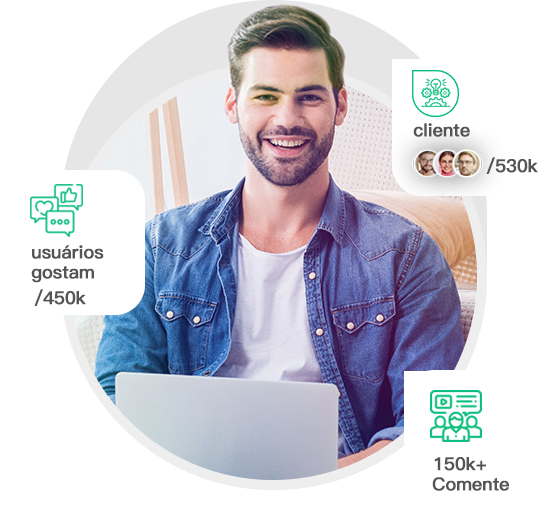 cliente
/530k
usuários
gostam
/450k
150k+
Comente